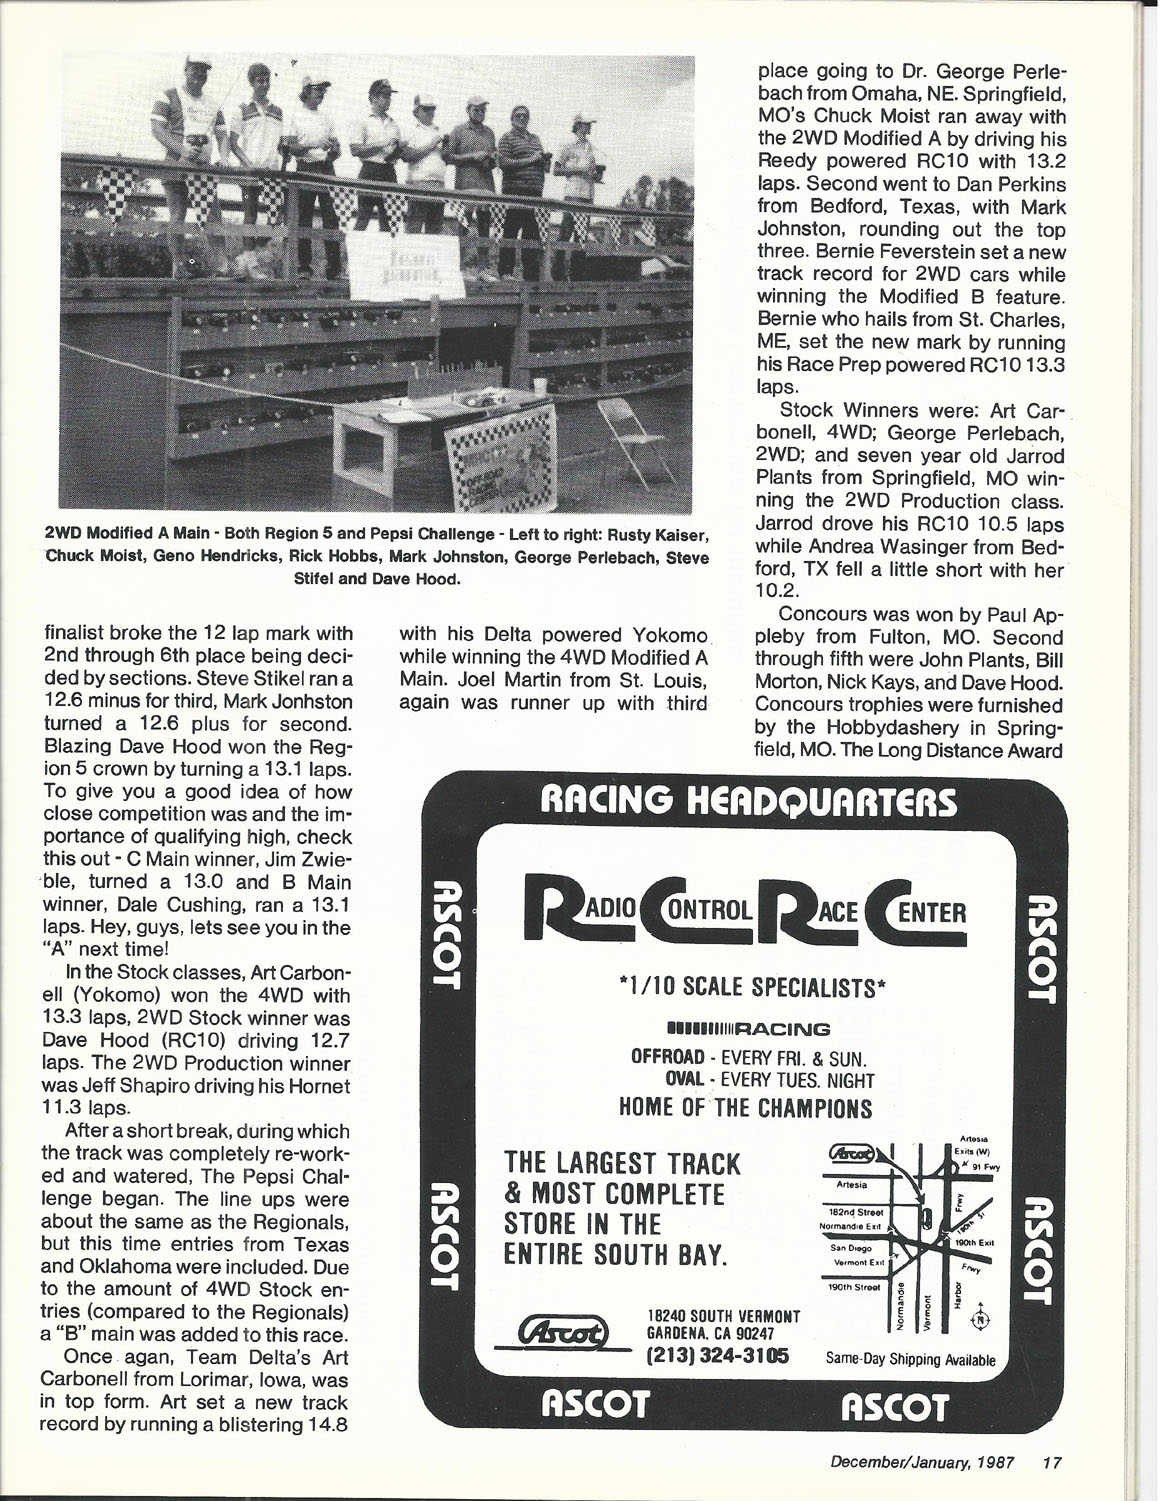 2WD Modified A Main - Both Region 5 and Pepsi Challenge - Left to right: Rusty Kaiser,
Chuck Moist, Geno Hendricks, Rick Hobbs, Mark Johnston, George Perlebach, Steve
Stifel and Dave Hood.
finalist broke the 12 lap mark with
2nd through 6th place being deci-
ded by sections. Steve Stikel ran a
12.6 minus for third, Mark Jonhston
turned a 12.6 plus for second.
Blazing Dave Hood won the Reg-
ion 5 crown by turning a 13.1 laps.
To give you a good idea of how
close competition was and the im-
portance of qualifying high, check
this out - C Main winner, Jim Zwie-
ble, turned a 13.0 and B Main
winner, Dale Cushing, ran a 13.1
laps. Hey, guys, lets see you in the
"A" next time!
In the Stock classes, Art Carbon-
ell (Yokomo) won the 4WD with
13.3 laps, 2WD Stock winner was
Dave Hood (RC10) driving 12.7
laps. The 2WD Production winner
was Jeff Shapiro driving his Hornet
11.3 laps.
After a short break, during which
the track was completely re-work-
ed and watered, The Pepsi Chal-
lenge began. The line ups were
about the same as the Regionals,
but this time entries from Texas
and Oklahoma were included. Due
to the amount of 4WD Stock en-
tries (compared to the Regionals)
a "B" main was added to this race.
Once agan, Team Delta's Art
Carbonell from Lorimar, Iowa, was
in top form. Art set a new track
record by running a blistering 14.8
with his Delta powered Yokomo
while winning the 4WD Modified A
Main. Joel Martin from St. Louis,
again was runner up with third
place going to Dr. George Perle-
bach from Omaha, NE. Springfield,
MO's Chuck Moist ran away with
the 2WD Modified A by driving his
Reedy powered RC10 with 13.2
laps. Second went to Dan Perkins
from Bedford, Texas, with Mark
Johnston, rounding out the top
three. Bernie Feverstein set a new
track record for 2WD cars while
winning the Modified B feature.
Bernie who hails from St. Charles,
ME, set the new mark by running
his Race Prep powered RC10 13.3
laps.
Stock Winners were: Art Car-
bonell, 4WD; George Perlebach,
2WD; and seven year old Jarrod
Plants from Springfield, MO win-
ning the 2WD Production class.
Jarrod drove his RC10 10.5 laps
while Andrea Wasinger from Bed-
ford, TX fell a little short with her
10.2.
Concours was won by Paul Ap-
pleby from Fulton, MO. Second
through fifth were John Plants, Bill
Morton, Nick Kays, and Dave Hood.
Concours trophies were furnished
by the Hobbydashery in Spring-
field, MO. The Long Distance Award
RACING HEADQUARTERS
ASCOT
ASCOT
ASCOT
ASCOT
RADIO CONTROL RACE CENTER
*1/10 SCALE SPECIALISTS*
RACING
OFFROAD - EVERY FRI. & SUN.
OVAL - EVERY TUES. NIGHT
HOME OF THE CHAMPIONS
THE LARGEST TRACK
& MOST COMPLETE
STORE IN THE
ENTIRE SOUTH BAY.
Ascot
18240 SOUTH VERMONT
GARDENA, CA 90247
(213) 324-3105
Ascot
Artesia
Exits (W)
91 Fwy
Artesia
182nd Street
Normandie Exit
San Diego
Vermont Exit
190th Street
Frwy
190th St
190th Exit
Frwy
Normandie
Vermont
Harbor
N
Same-Day Shipping Available
ASCOT
ASCOT
December/January, 1987 17